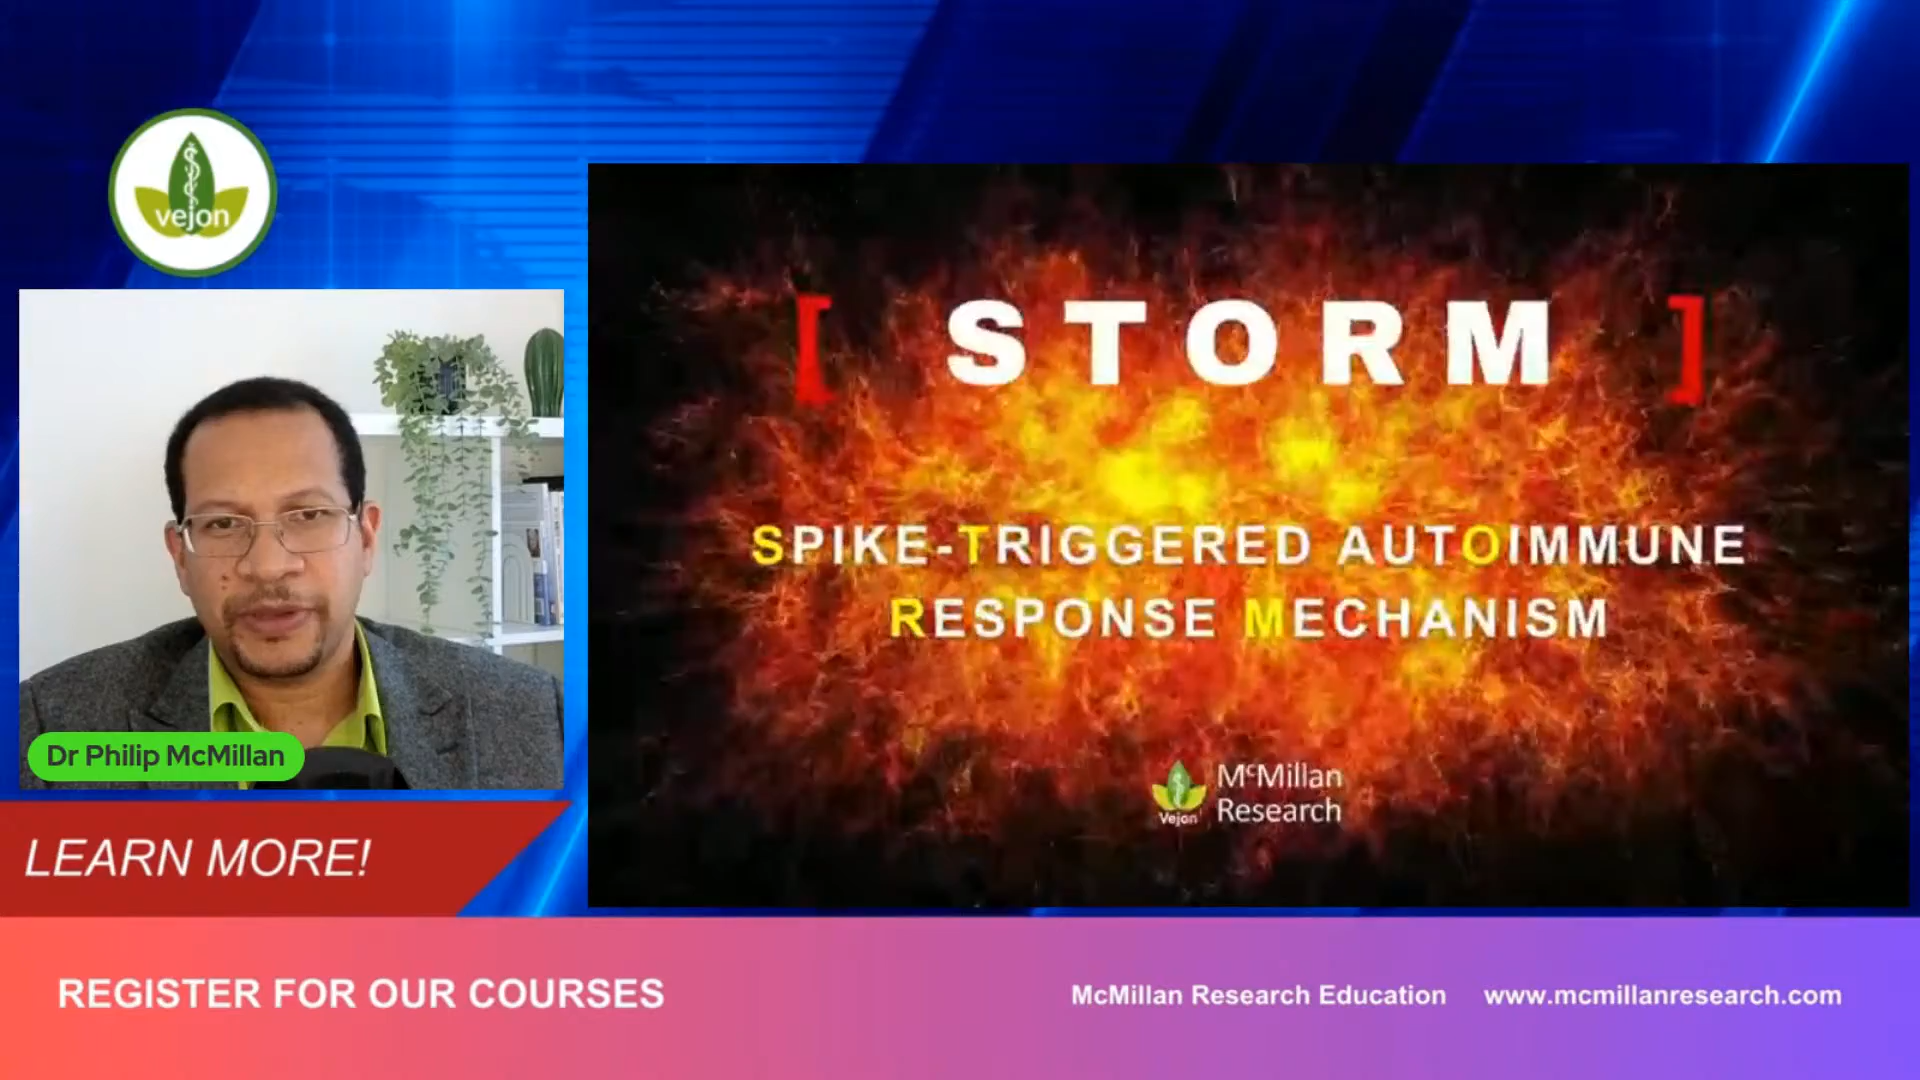 vejon
[ STORM ]
SPIKE-TRIGGERED AUTOIMMUNE
RESPONSE MECHANISM
Vejon
McMillan
Research
Dr Philip McMillan
LEARN MORE!
REGISTER FOR OUR COURSES
McMillan Research Education www.mcmillanresearch.com